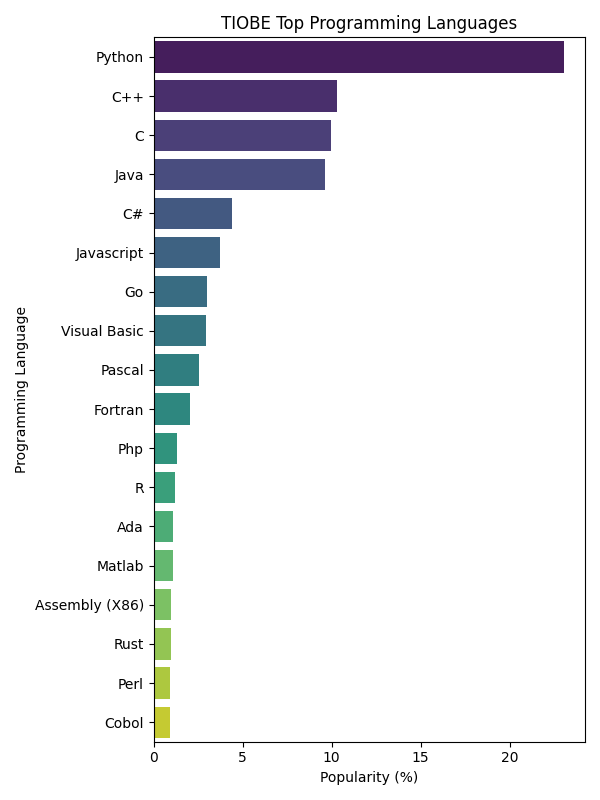 TIOBE Top Programming Languages
Programming Language
Python
C++
C
Java
C#
Javascript
Go
Visual Basic
Pascal
Fortran
Php
R
Ada
Matlab
Assembly (X86)
Rust
Perl
Cobol
0 5 10 15 20
Popularity (%)